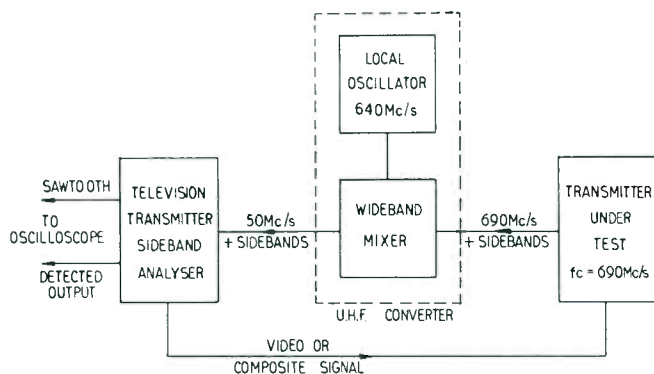 LOCAL
OSCILLATOR
640Mc/s
SAWTOOTH
TO
OSCILLOSCOPE
DETECTED
OUTPUT
TELEVISION
TRANSMITTER
SIDEBAND
ANALYSER
50Mc/s
+ SIDEBANDS
WIDEBAND
MIXER
690Mc/s
+ SIDEBANDS
TRANSMITTER
UNDER
TEST
fc = 690Mc/s
U.H.F. CONVERTER
VIDEO OR
COMPOSITE SIGNAL